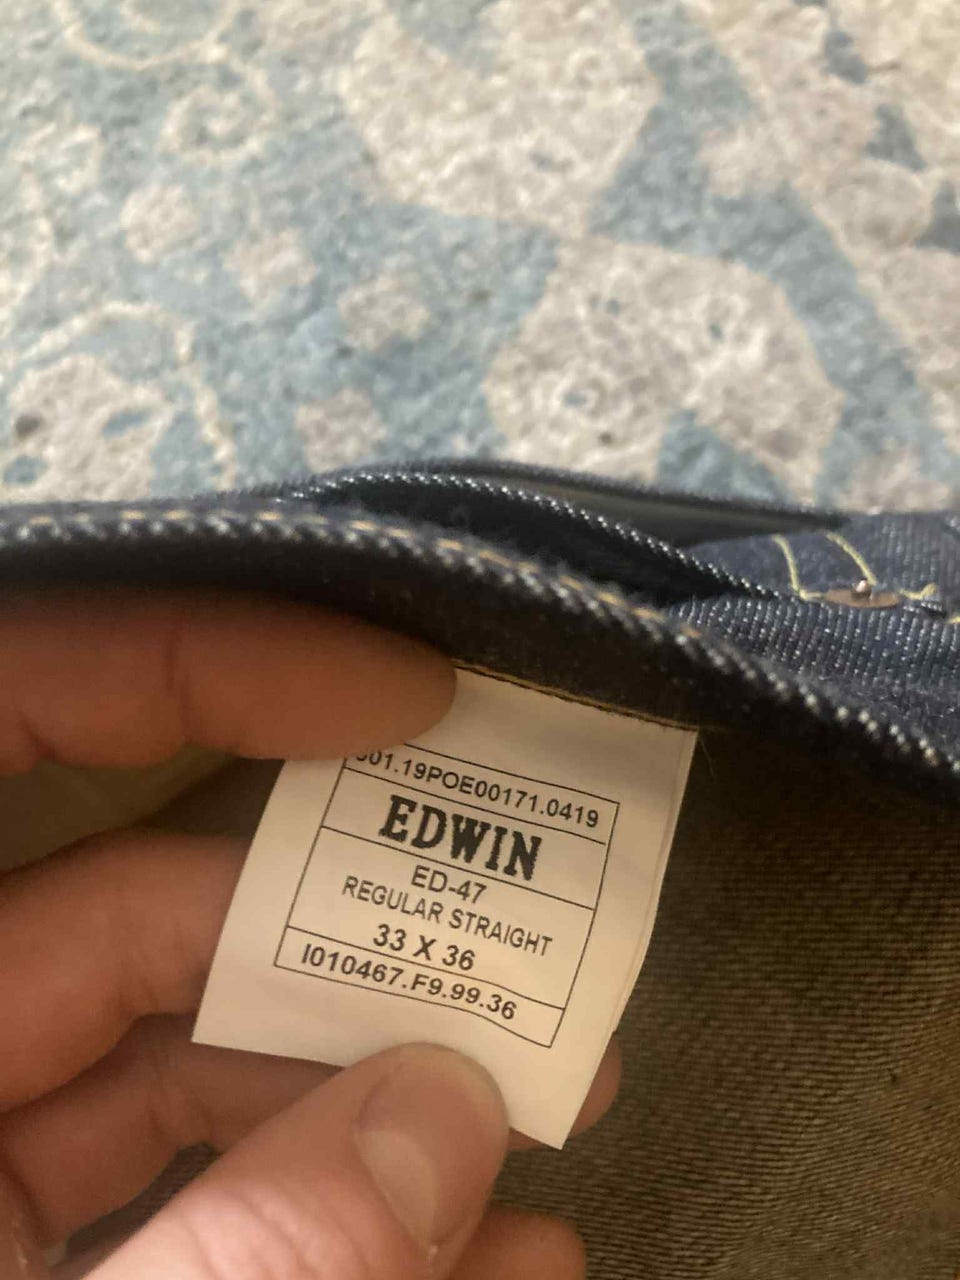 001.19POE00171.0419
EDWIN
ED-47
REGULAR STRAIGHT
33 X 36
I010467.F9.99.36